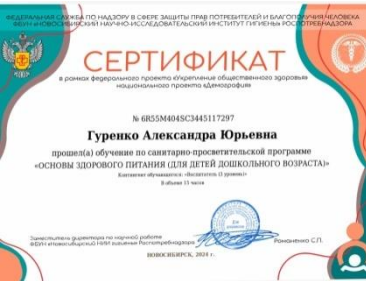 ФЕДЕРАЛЬНАЯ СЛУЖБА ПО НАДЗОРУ В СФЕРЕ ЗАЩИТЫ ПРАВ ПОТРЕБИТЕЛЕЙ И БЛАГОПОЛУЧИЯ ЧЕЛОВЕКА
ФБУН «НОВОСИБИРСКИЙ НАУЧНО-ИССЛЕДОВАТЕЛЬСКИЙ ИНСТИТУТ ГИГИЕНЫ» РОСПОТРЕБНАДЗОРА
СЕРТИФИКАТ
в рамках федерального проекта «Укрепление общественного здоровья»
национального проекта «Демография»
№ 6R55M404SC3445117297
Гуренко Александра Юрьевна
прошел(а) обучение по санитарно-просветительской программе
«ОСНОВЫ ЗДОРОВОГО ПИТАНИЯ (ДЛЯ ДЕТЕЙ ДОШКОЛЬНОГО ВОЗРАСТА)»
Контингент обучающегося: «Воспитатель (3 уровень)»
В объеме 15 часов
Заместитель директора по научной работе
ФБУН «Новосибирский НИИ гигиены Роспотребнадзора
Романенко С.П.
НОВОСИБИРСК, 2024 г.